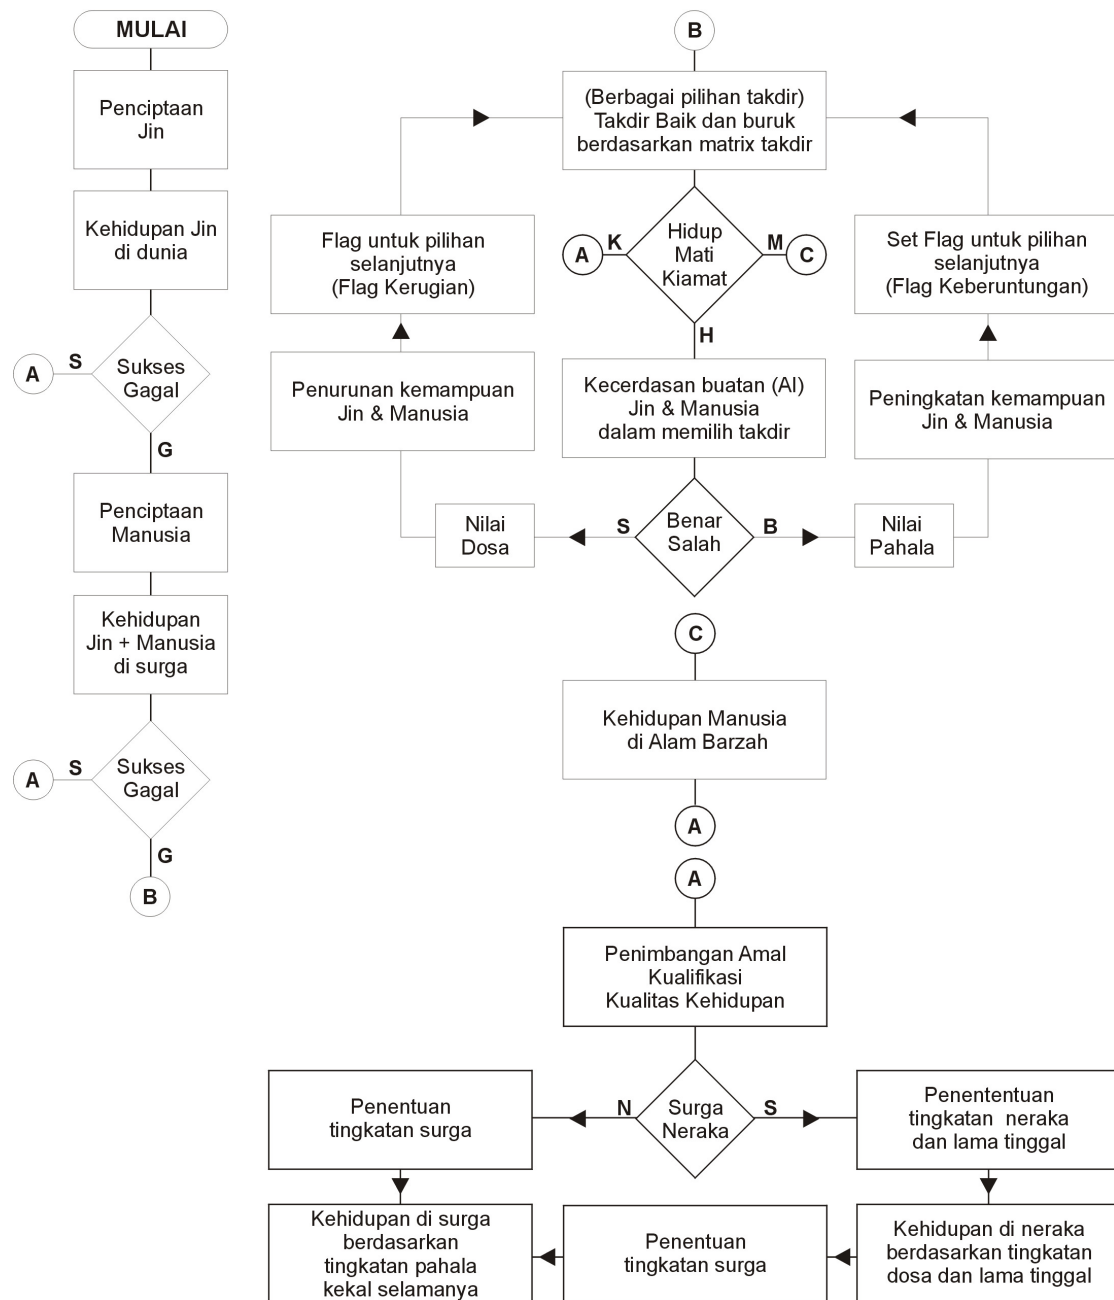 MULAI
Penciptaan
Jin
Kehidupan Jin
di dunia
Sukses
Gagal
S
A
G
Penciptaan
Manusia
Kehidupan
Jin + Manusia
di surga
Sukses
Gagal
S
A
G
B
B
(Berbagai pilihan takdir)
Takdir Baik dan buruk
berdasarkan matrix takdir
Hidup
Mati
Kiamat
K
A
M
C
H
Flag untuk pilihan
selanjutnya
(Flag Kerugian)
Set Flag untuk pilihan
selanjutnya
(Flag Keberuntungan)
Penurunan kemampuan
Jin & Manusia
Kecerdasan buatan (AI)
Jin & Manusia
dalam memilih takdir
Peningkatan kemampuan
Jin & Manusia
Nilai
Dosa
S
Benar
Salah
B
Nilai
Pahala
C
Kehidupan Manusia
di Alam Barzah
A
A
Penimbangan Amal
Kualifikasi
Kualitas Kehidupan
Penentuan
tingkatan surga
N
Surga
Neraka
S
Penententuan
tingkatan neraka
dan lama tinggal
Kehidupan di surga
berdasarkan
tingkatan pahala
kekal selamanya
Penentuan
tingkatan surga
Kehidupan di neraka
berdasarkan tingkatan
dosa dan lama tinggal